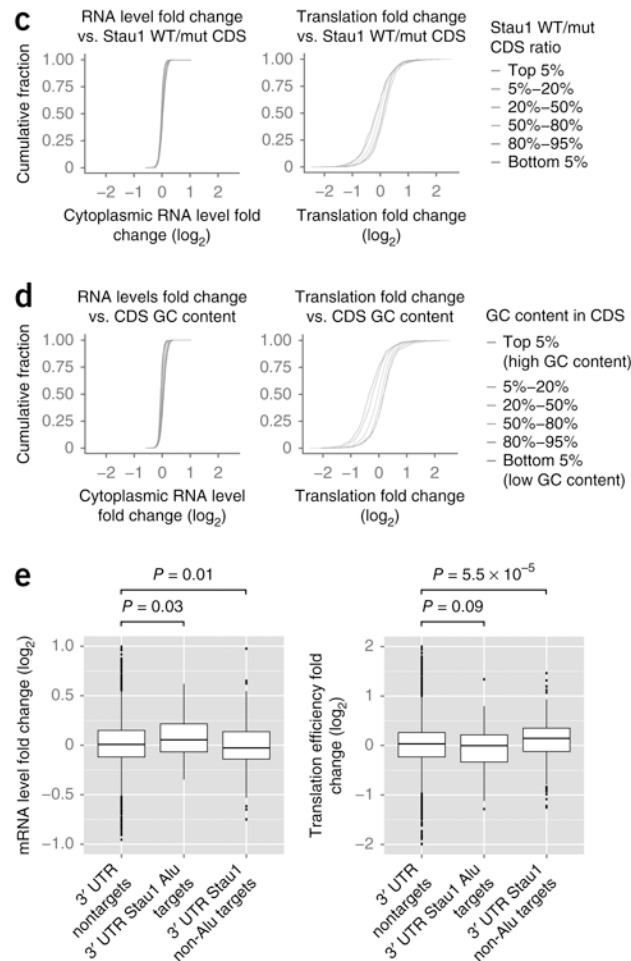 c
RNA level fold change
vs. Stau1 WT/mut CDS
Translation fold change
vs. Stau1 WT/mut CDS
Stau1 WT/mut
CDS ratio
Top 5%
5%–20%
20%–50%
50%–80%
80%–95%
Bottom 5%
Cumulative fraction
1.00
0.75
0.50
0.25
0
−2 −1 0 1 2
Cytoplasmic RNA level fold
change (log2)
1.00
0.75
0.50
0.25
0
−2 −1 0 1 2
Translation fold change
(log2)
d
RNA levels fold change
vs. CDS GC content
Translation fold change
vs. CDS GC content
GC content in CDS
Top 5%
(high GC content)
5%–20%
20%–50%
50%–80%
80%–95%
Bottom 5%
(low GC content)
Cumulative fraction
1.00
0.75
0.50
0.25
0
−2 −1 0 1 2
Cytoplasmic RNA level
fold change (log2)
1.00
0.75
0.50
0.25
0
−2 −1 0 1 2
Translation fold change
(log2)
e
P = 0.01
P = 0.03
mRNA level fold change (log2)
1.0
0.5
0
−0.5
−1.0
3′ UTR
nontargets
3′ UTR Stau1 Alu
targets
3′ UTR Stau1
non-Alu targets
P = 5.5 × 10−5
P = 0.09
Translation efficiency fold
change (log2)
2
1
0
−1
−2
3′ UTR
nontargets
3′ UTR Stau1 Alu
targets
3′ UTR Stau1
non-Alu targets